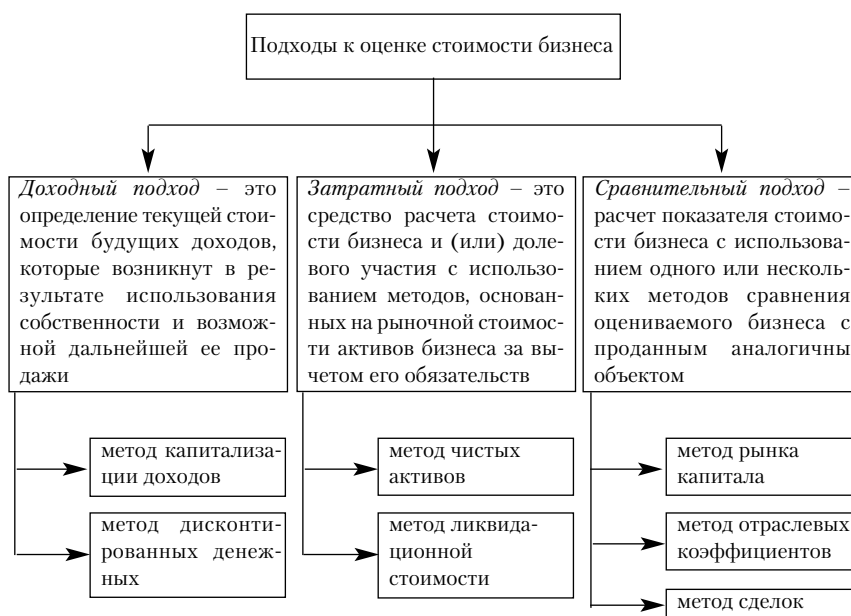 Подходы к оценке стоимости бизнеса
Доходный подход – это
определение текущей стои-
мости будущих доходов,
которые возникнут в ре-
зультате использования
собственности и возмож-
ной дальнейшей ее про-
дажи
Затратный подход – это
средство расчета стоимо-
сти бизнеса и (или) доле-
вого участия с использо-
ванием методов, основан-
ных на рыночной стоимос-
ти активов бизнеса за вы-
четом его обязательств
Сравнительный подход –
расчет показателя стоимо-
сти бизнеса с использова-
нием одного или несколь-
ких методов сравнения
оцениваемого бизнеса с
проданным аналогичны
объектом
метод капитализа-
ции доходов
метод дисконти-
рованных денеж-
ных
метод чистых
активов
метод ликвида-
ционной
стоимости
метод рынка
капитала
метод отраслевых
коэффициентов
метод сделок